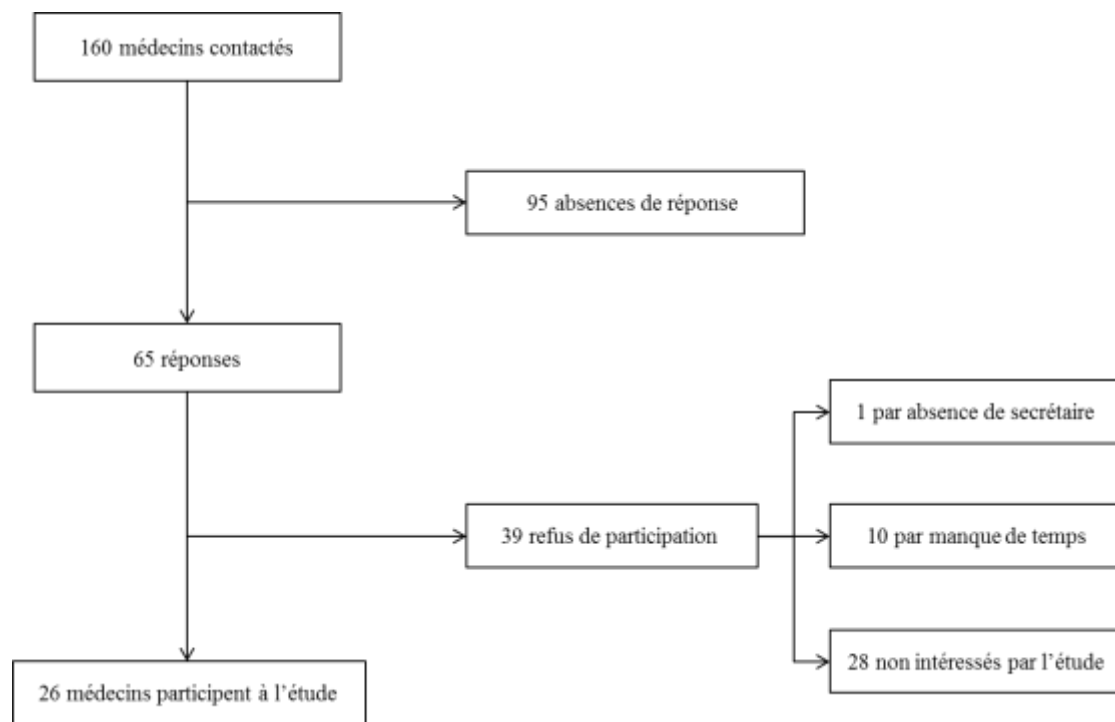 160 médecins contactés
95 absences de réponse
65 réponses
1 par absence de secrétaire
39 refus de participation
10 par manque de temps
28 non intéressés par l’étude
26 médecins participent à l’étude